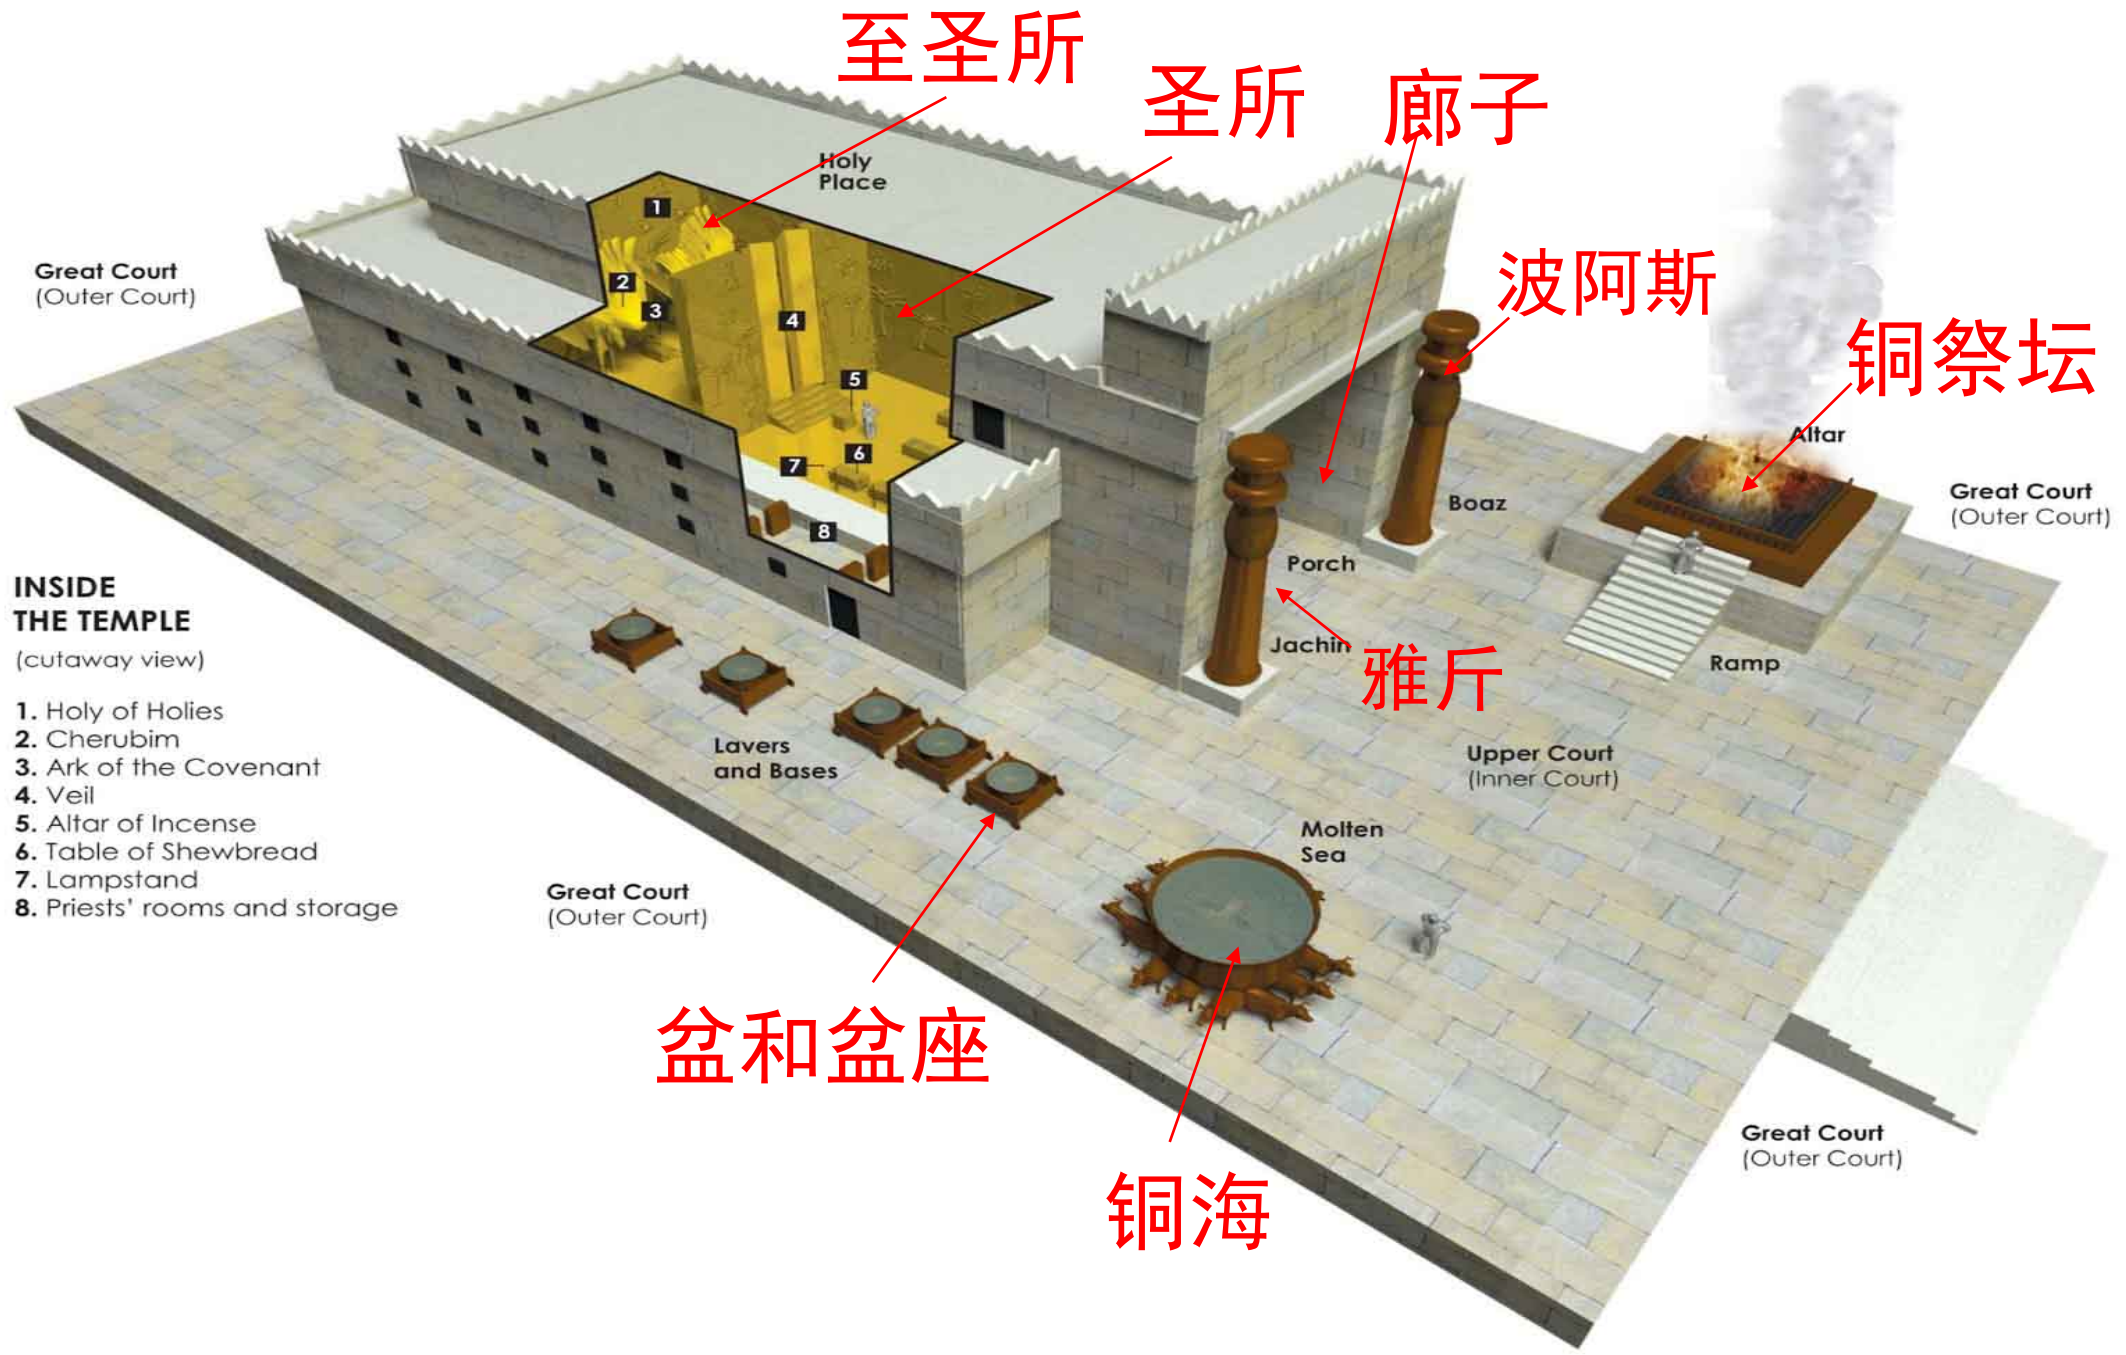 至圣所
圣所
廊子
Holy
Place
1
Great Court
(Outer Court)
2
3
4
波阿斯
铜祭坛
5
Altar
6
7
8
Boaz
Great Court
(Outer Court)
Porch
Jachin
雅斤
Ramp
INSIDE
THE TEMPLE
(cutaway view)
1. Holy of Holies
2. Cherubim
3. Ark of the Covenant
4. Veil
5. Altar of Incense
6. Table of Shewbread
7. Lampstand
8. Priests' rooms and storage
Lavers
and Bases
Upper Court
(Inner Court)
Molten
Sea
Great Court
(Outer Court)
盆和盆座
铜海
Great Court
(Outer Court)